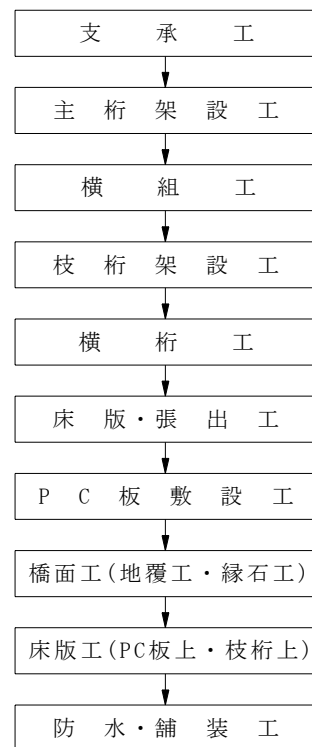 支承工
主桁架設工
横組工
枝桁架設工
横桁工
床版・張出工
PC板敷設工
橋面工(地覆工・縁石工)
床版工(PC板上・枝桁上)
防水・舗装工